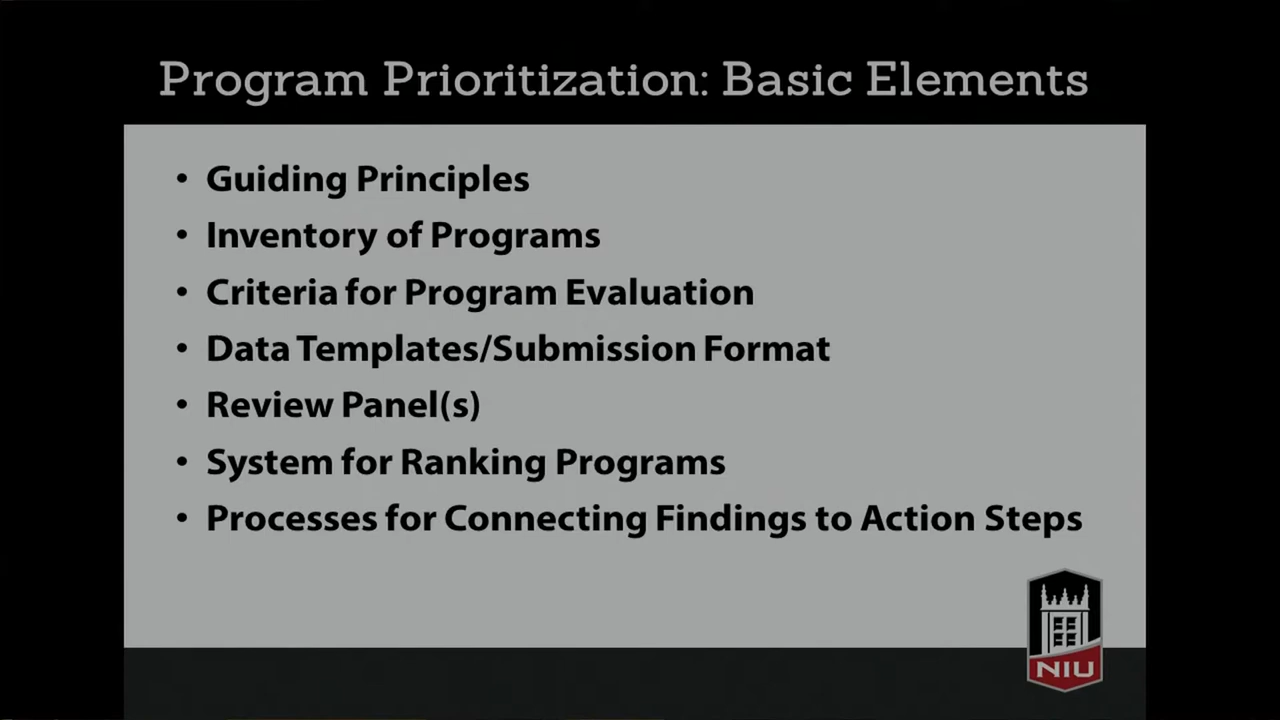 Program Prioritization: Basic Elements
• Guiding Principles
• Inventory of Programs
• Criteria for Program Evaluation
• Data Templates/Submission Format
• Review Panel(s)
• System for Ranking Programs
• Processes for Connecting Findings to Action Steps
NIU